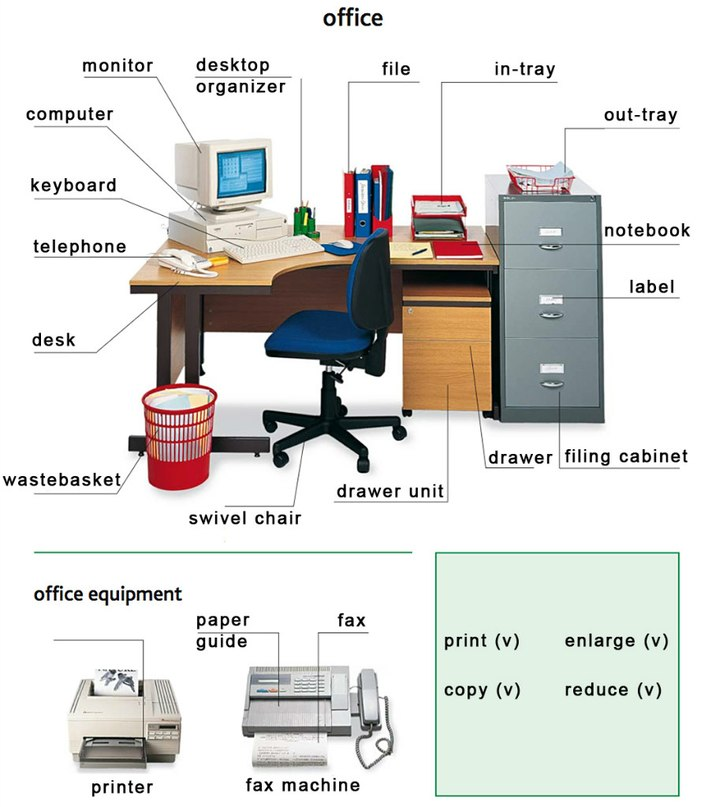 office
monitor
desktop
organizer
file
in-tray
computer
out-tray
keyboard
telephone
notebook
label
desk
wastebasket
swivel chair
drawer unit
drawer
filing cabinet
office equipment
paper
guide
fax
printer
fax machine
print (v)
enlarge (v)
copy (v)
reduce (v)